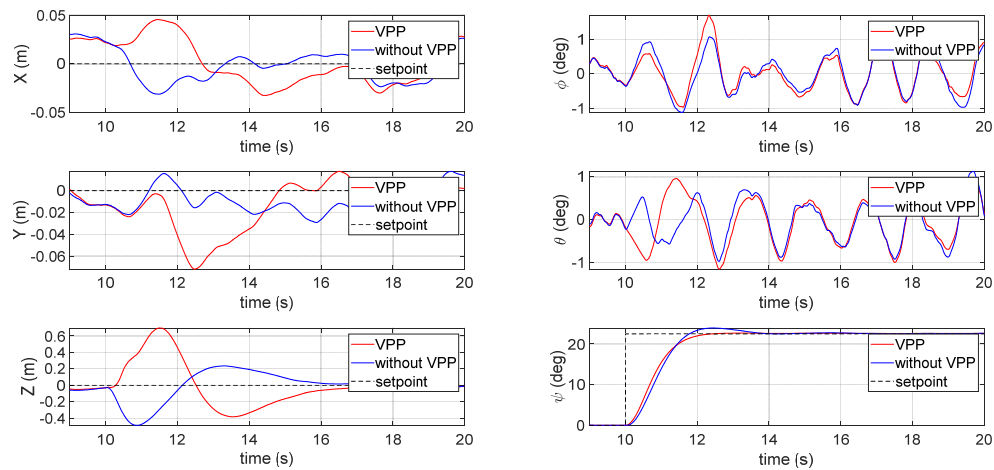 X (m)
0.05
0
-0.05
10 12 14 16 18 20
time (s)
VPP
without VPP
setpoint
ϕ (deg)
1
0
-1
10 12 14 16 18 20
time (s)
VPP
without VPP
Y (m)
0
-0.02
-0.04
-0.06
10 12 14 16 18 20
time (s)
VPP
without VPP
setpoint
θ (deg)
1
0
-1
10 12 14 16 18 20
time (s)
VPP
without VPP
Z (m)
0.6
0.4
0.2
0
-0.2
-0.4
10 12 14 16 18 20
time (s)
VPP
without VPP
setpoint
ψ (deg)
20
10
0
10 12 14 16 18 20
time (s)
VPP
without VPP
setpoint